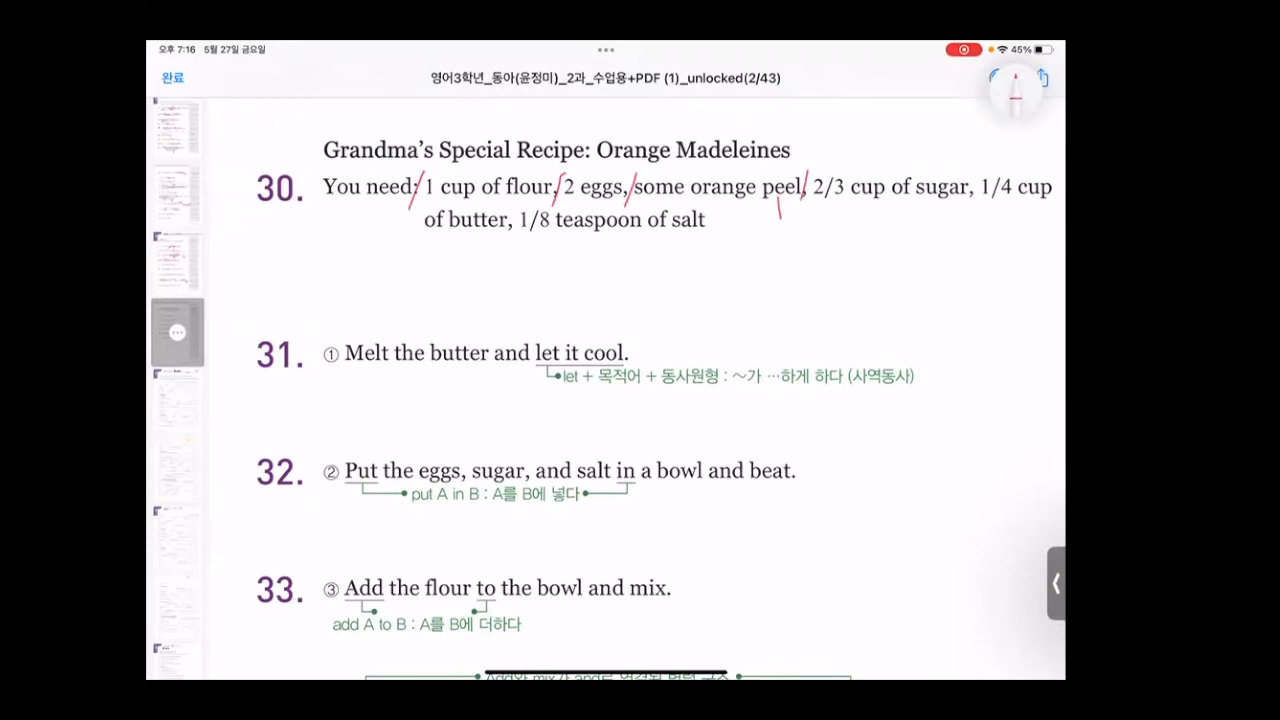 오후 7:16 5월 27일 금요일
45%
완료
영어3학년_동아(윤정미)_2과_수업용+PDF (1)_unlocked(2/43)
Grandma's Special Recipe: Orange Madeleines
30. You need: 1 cup of flour, 2 eggs, some orange peel, 2/3 cup of sugar, 1/4 cup
of butter, 1/8 teaspoon of salt
31. ① Melt the butter and let it cool.
let + 목적어 + 동사원형 : ~가 …하게 하다 (사역동사)
32. ② Put the eggs, sugar, and salt in a bowl and beat.
put A in B : A를 B에 넣다
33. ③ Add the flour to the bowl and mix.
add A to B : A를 B에 더하다